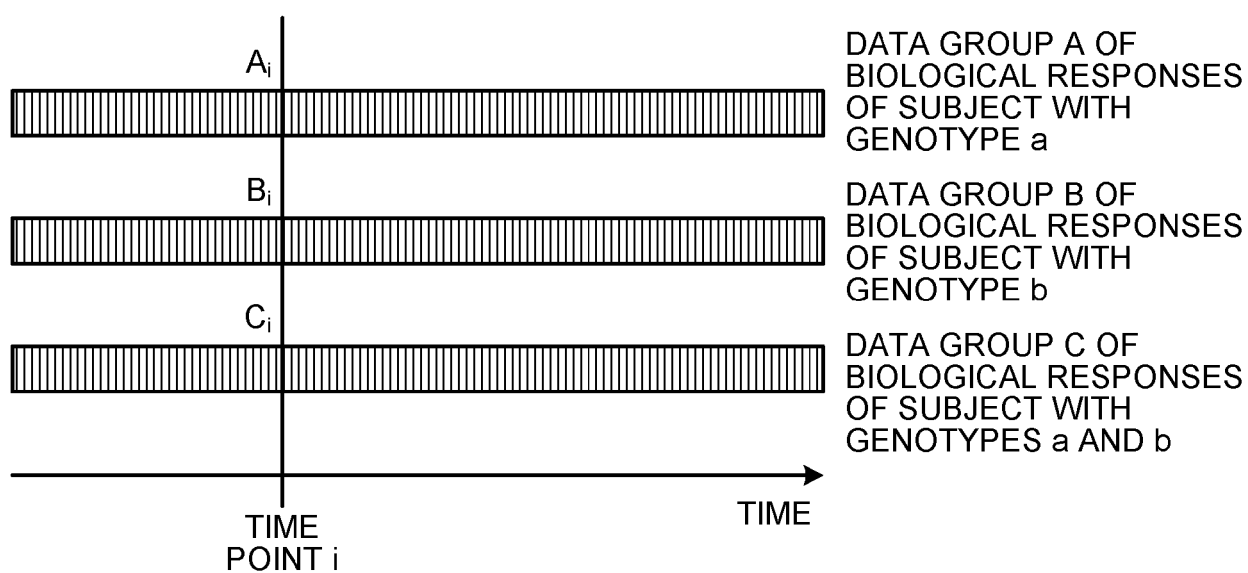 Aᵢ
DATA GROUP A OF
BIOLOGICAL RESPONSES
OF SUBJECT WITH
GENOTYPE a
Bᵢ
DATA GROUP B OF
BIOLOGICAL RESPONSES
OF SUBJECT WITH
GENOTYPE b
Cᵢ
DATA GROUP C OF
BIOLOGICAL RESPONSES
OF SUBJECT WITH
GENOTYPES a AND b
TIME
POINT i
TIME